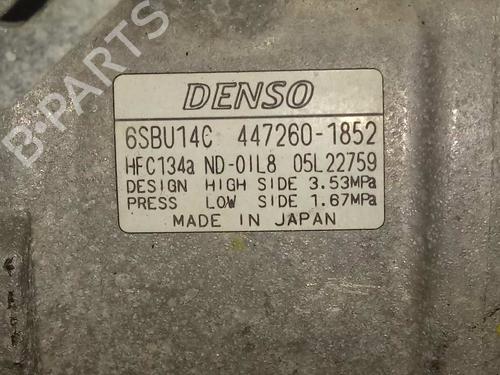 B-PARTS
DENSO
6SBU14C 447260-1852
HFC134a ND-OIL8 05L22759
DESIGN HIGH SIDE 3.53MPa
PRESS LOW SIDE 1.67MPa
MADE IN JAPAN